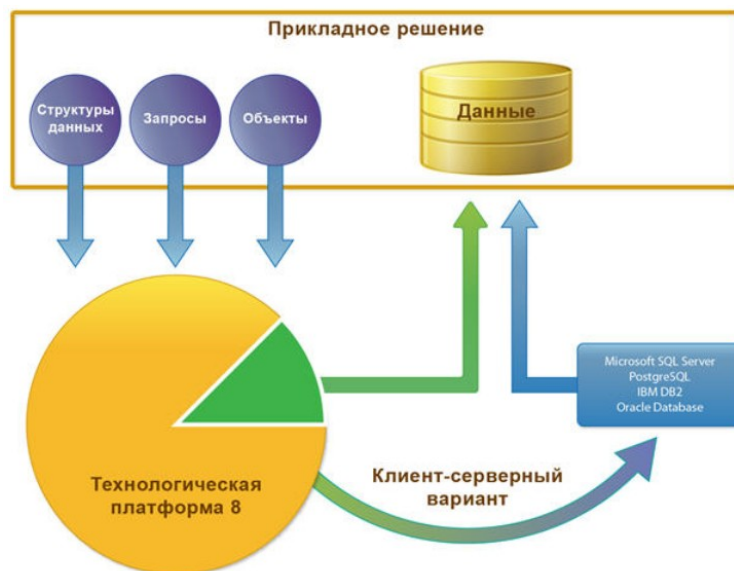 Прикладное решение
Структуры
данных
Запросы
Объекты
Данные
Microsoft SQL Server
PostgreSQL
IBM DB2
Oracle Database
Технологическая
платформа 8
Клиент-серверный
вариант